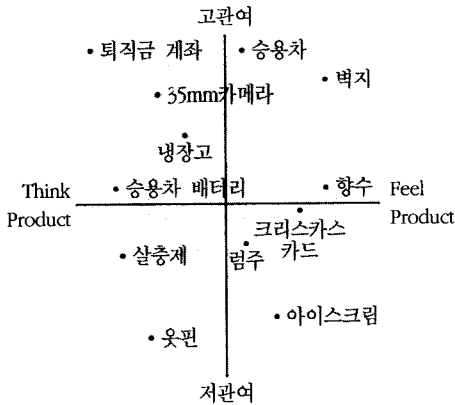 고관여
퇴직금 계좌
승용차
벽지
35mm카메라
냉장고
Think
Product
승용차 배터리
향수
Feel
Product
크리스카스
카드
살충제
럼주
아이스크림
옷핀
저관여